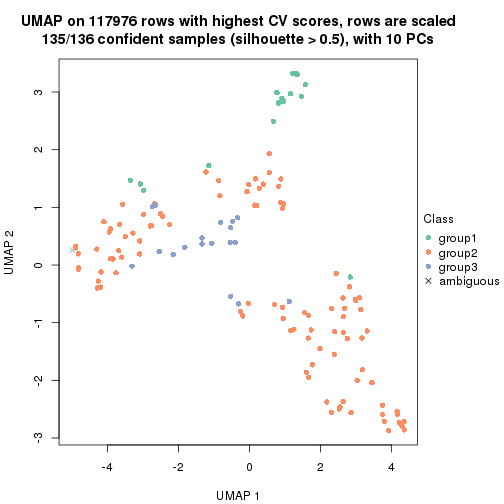 UMAP on 117976 rows with highest CV scores, rows are scaled
135/136 confident samples (silhouette > 0.5), with 10 PCs
3
2
1
0
-1
-2
-3
UMAP 2
-4
-2
0
2
4
UMAP 1
Class
group1
group2
group3
ambiguous